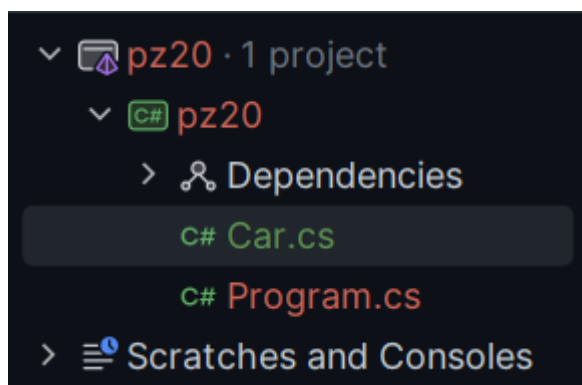 pz20 · 1 project
C# pz20
Dependencies
C# Car.cs
C# Program.cs
Scratches and Consoles